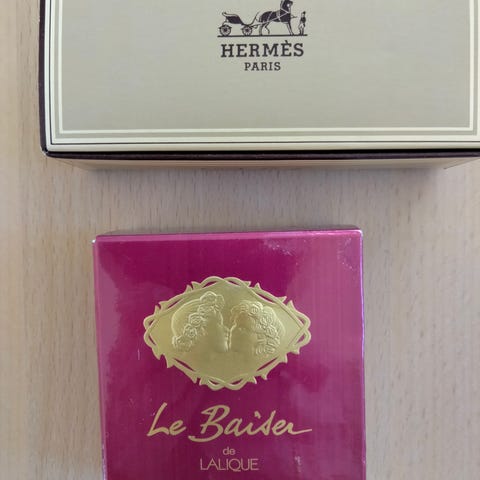 HERMÈS
PARIS
Le Baiser
de
LALIQUE